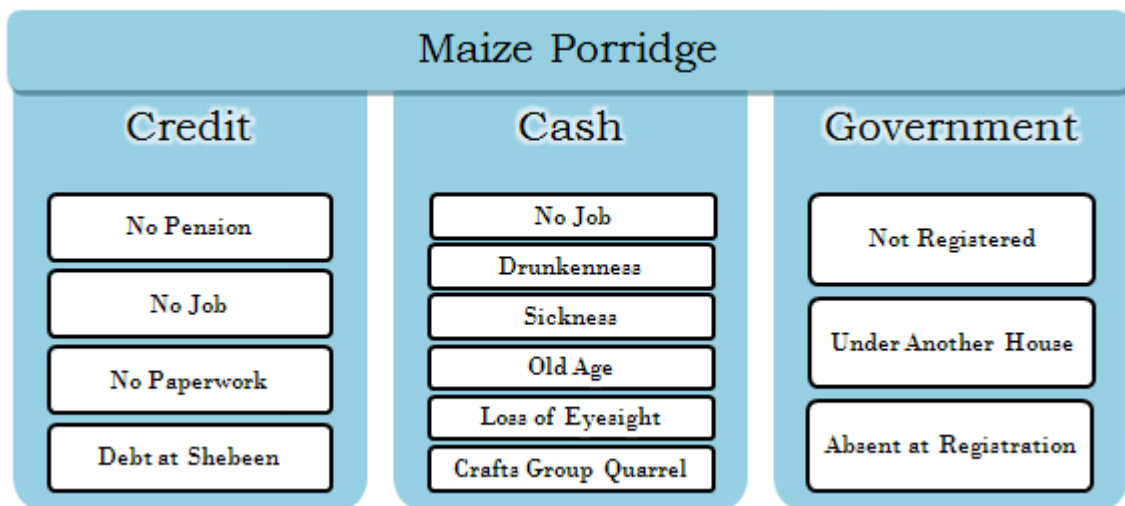 Maize Porridge
Credit
No Pension
No Job
No Paperwork
Debt at Shebeen
Cash
No Job
Drunkenness
Sickness
Old Age
Loss of Eyesight
Crafts Group Quarrel
Government
Not Registered
Under Another House
Absent at Registration